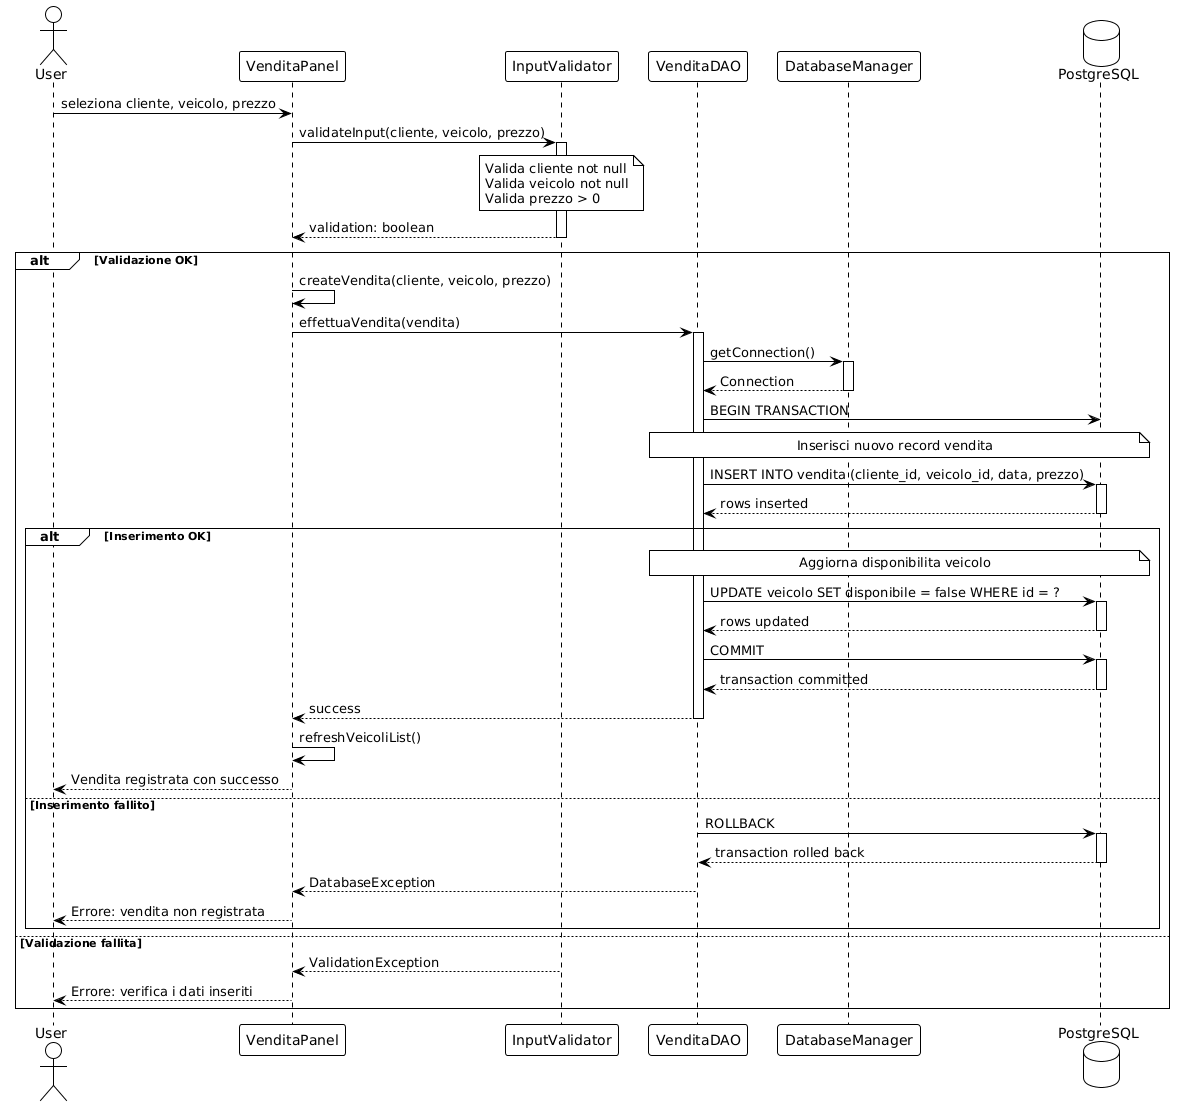 User
VenditaPanel
InputValidator
VenditaDAO
DatabaseManager
PostgreSQL
seleziona cliente, veicolo, prezzo
validateInput(cliente, veicolo, prezzo)
Valida cliente not null
Valida veicolo not null
Valida prezzo > 0
validation: boolean
alt
[Validazione OK]
createVendita(cliente, veicolo, prezzo)
effettuaVendita(vendita)
getConnection()
Connection
BEGIN TRANSACTION
Inserisci nuovo record vendita
INSERT INTO vendita (cliente_id, veicolo_id, data, prezzo)
rows inserted
alt
[Inserimento OK]
Aggiorna disponibilita veicolo
UPDATE veicolo SET disponibile = false WHERE id = ?
rows updated
COMMIT
transaction committed
success
refreshVeicoliList()
Vendita registrata con successo
[Inserimento fallito]
ROLLBACK
transaction rolled back
DatabaseException
Errore: vendita non registrata
[Validazione fallita]
ValidationException
Errore: verifica i dati inseriti
User
VenditaPanel
InputValidator
VenditaDAO
DatabaseManager
PostgreSQL